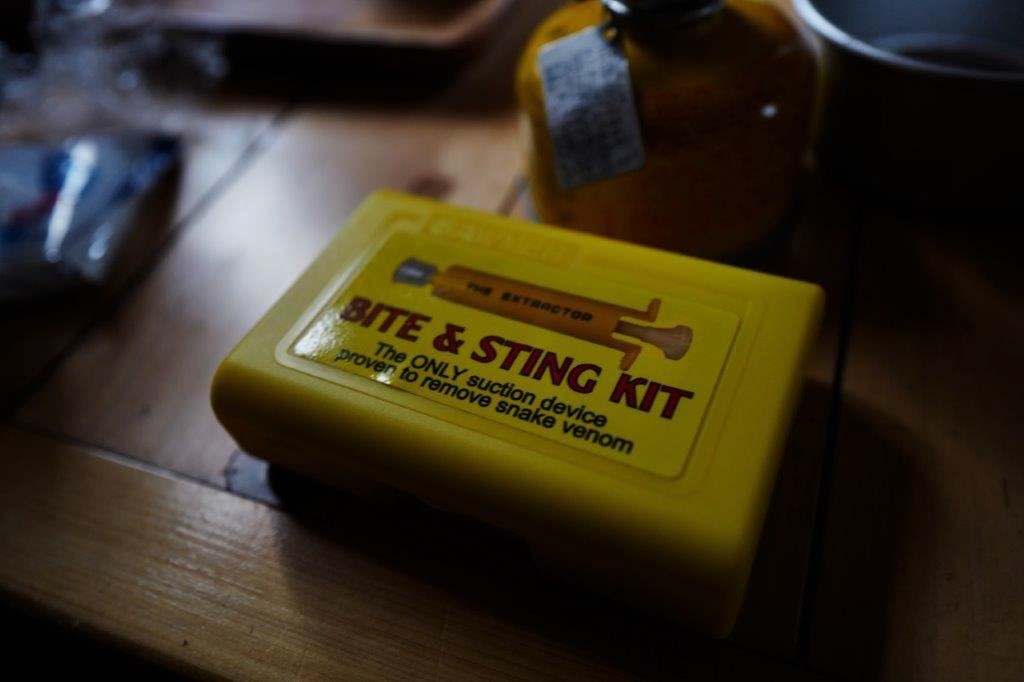 THE EXTRACTOR
BITE & STING KIT
The ONLY suction device
proven to remove snake venom